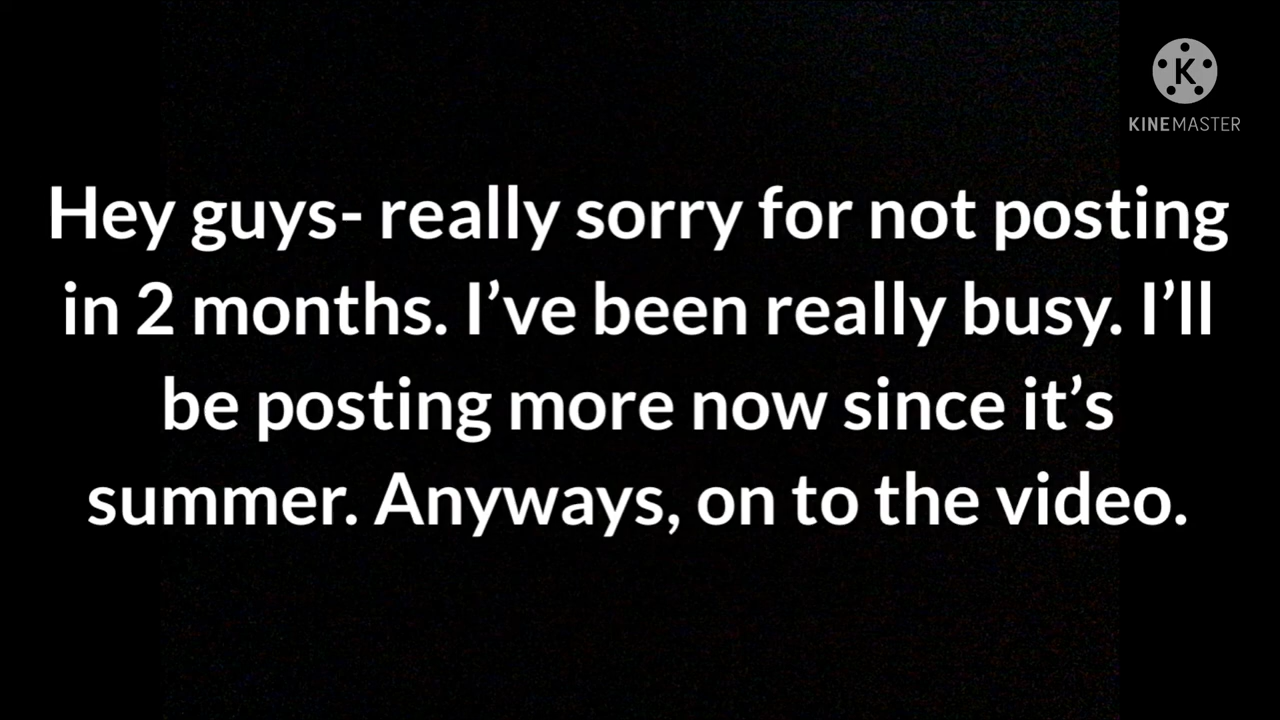 K
KINEMASTER
Hey guys- really sorry for not posting
in 2 months. I’ve been really busy. I’ll
be posting more now since it’s
summer. Anyways, on to the video.